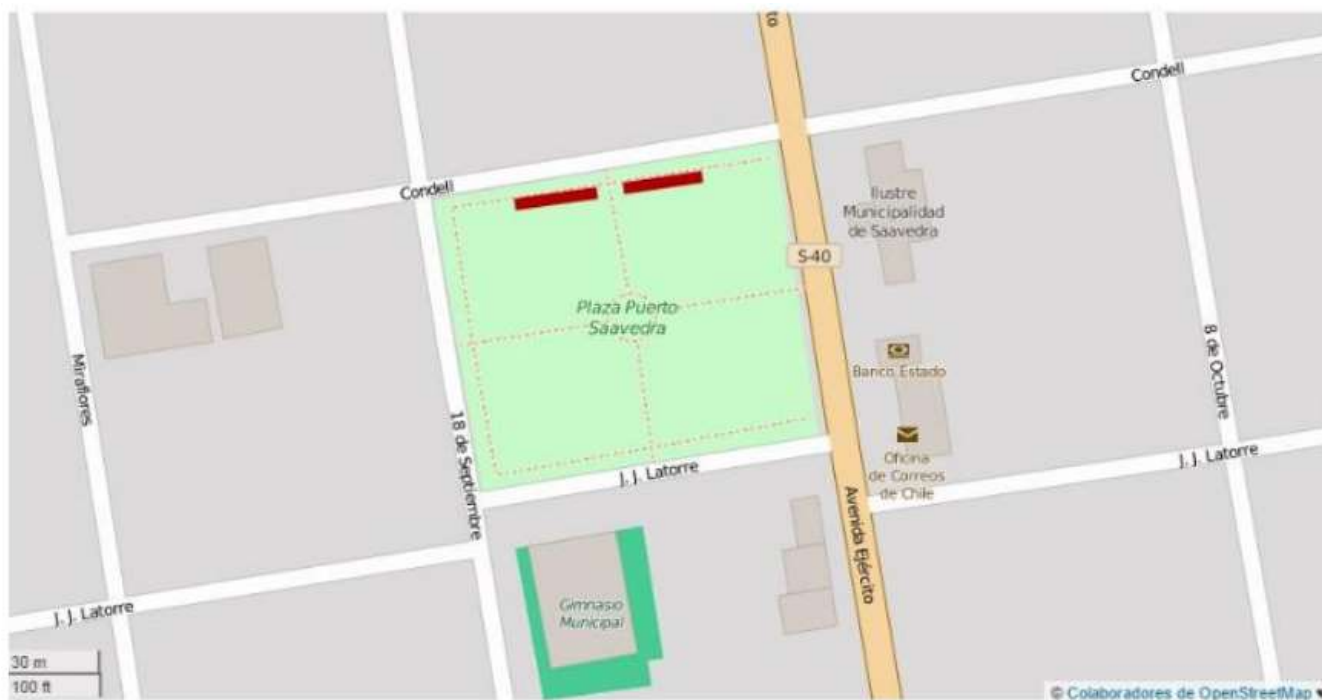 Condell
Condell
Ilustre
Municipalidad
de Saavedra
S-40
Plaza Puerto
Saavedra
Miraflores
8 de Octubre
Banco Estado
18 de Septiembre
Oficina
de Correos
de Chile
J. J. Latorre
J. J. Latorre
Avenida Ejército
Gimnasio
Municipal
J. J. Latorre
30 m
100 ft
© Colaboradores de OpenStreetMap